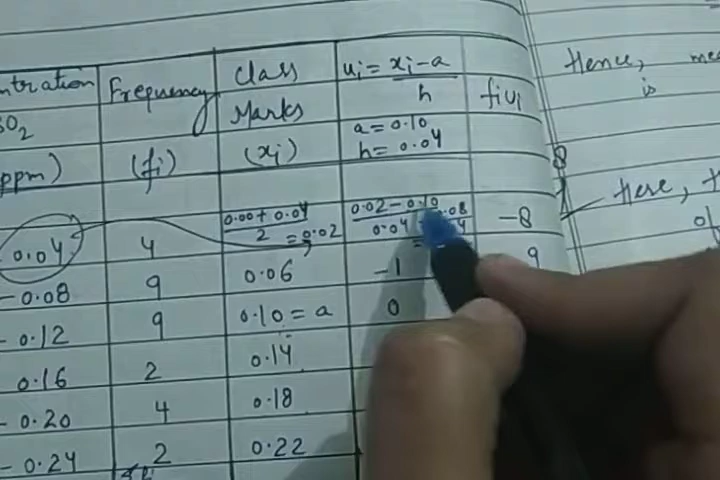 ntration Frequency Class uᵢ = xᵢ-a / h fᵢuᵢ
SO₂ Marks a = 0.10
ppm) (fᵢ) (xᵢ) h = 0.04
0.04 4 0.00 + 0.04 / 2 = 0.02 0.02 - 0.10 / 0.04 -8
- 0.08 9 0.06 -1 9
- 0.12 9 0.10 = a 0
0.16 2 0.14
- 0.20 4 0.18
- 0.24 2 0.22
Hence, me
is
Here,